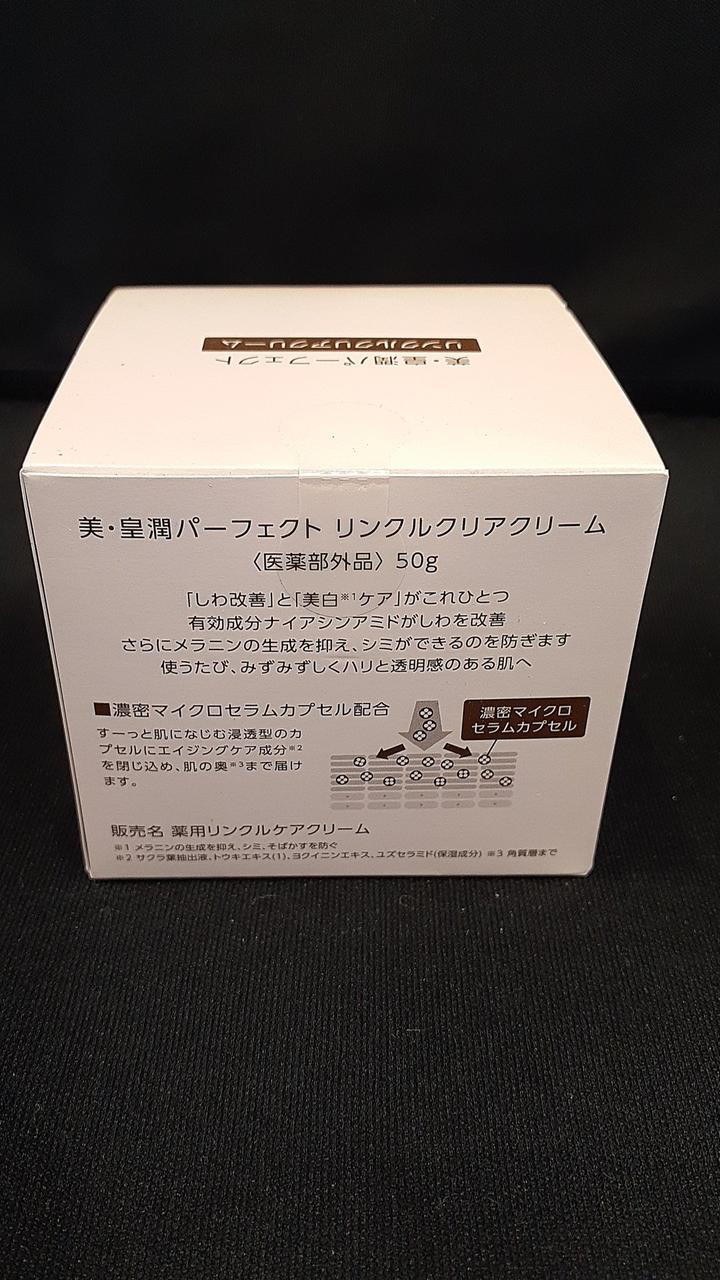 美・皇潤パーフェクト
リンクルクリアクリーム
美・皇潤パーフェクト リンクルクリアクリーム
〈医薬部外品〉 50g
「しわ改善」と「美白※1ケア」がこれひとつ
有効成分ナイアシンアミドがしわを改善
さらにメラニンの生成を抑え、シミができるのを防ぎます
使うたび、みずみずしくハリと透明感のある肌へ
■濃密マイクロセラムカプセル配合
すーっと肌になじむ浸透型のカ
プセルにエイジングケア成分※2
を閉じ込め、肌の奥※3まで届け
ます。
濃密マイクロ
セラムカプセル
販売名 薬用リンクルケアクリーム
※1 メラニンの生成を抑え、シミ、そばかすを防ぐ
※2 サクラ葉抽出液、トウキエキス(1)、ヨクイニンエキス、ユズセラミド(保湿成分) ※3 角質層まで